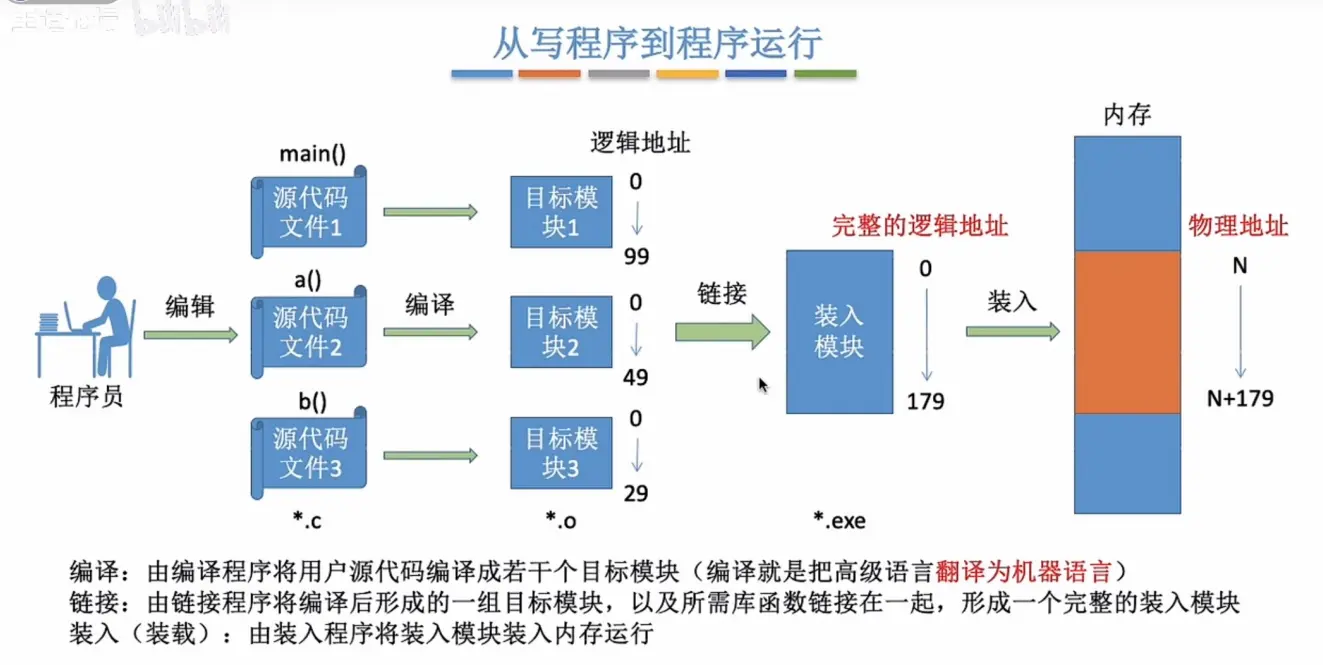 bilibili
从写程序到程序运行
内存
main()
逻辑地址
源代码
文件1
目标模
块1
0
99
完整的逻辑地址
物理地址
a()
编辑
源代码
文件2
编译
目标模
块2
0
49
链接
装入
模块
0
179
装入
N
N+179
程序员
b()
源代码
文件3
目标模
块3
0
29
*.c
*.o
*.exe
编译：由编译程序将用户源代码编译成若干个目标模块（编译就是把高级语言翻译为机器语言）
链接：由链接程序将编译后形成的一组目标模块，以及所需库函数链接在一起，形成一个完整的装入模块
装入（装载）：由装入程序将装入模块装入内存运行